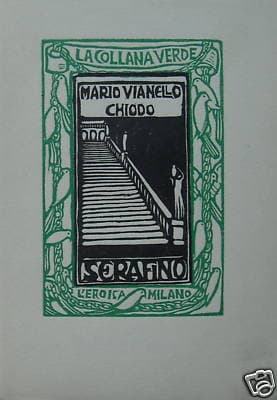 LA COLLANA VERDE
MARIO VIANELLO
CHIODO
SERAFINO
L'EROICA MILANO